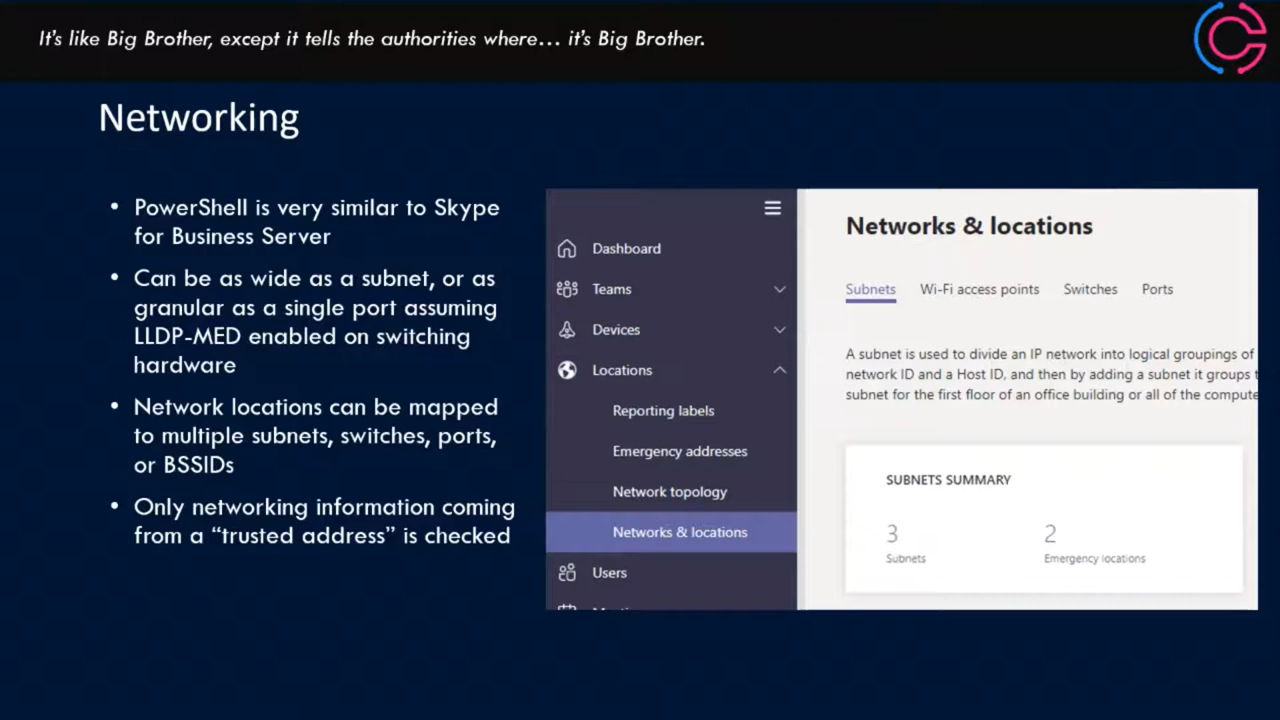 It's like Big Brother, except it tells the authorities where… it's Big Brother.
Networking
• PowerShell is very similar to Skype
for Business Server
• Can be as wide as a subnet, or as
granular as a single port assuming
LLDP-MED enabled on switching
hardware
• Network locations can be mapped
to multiple subnets, switches, ports,
or BSSIDs
• Only networking information coming
from a “trusted address” is checked
Dashboard
Teams
Devices
Locations
Reporting labels
Emergency addresses
Network topology
Networks & locations
Users
Networks & locations
Subnets Wi-Fi access points Switches Ports
A subnet is used to divide an IP network into logical groupings of
network ID and a Host ID, and then by adding a subnet it groups
subnet for the first floor of an office building or all of the compute
SUBNETS SUMMARY
3 2
Subnets Emergency locations